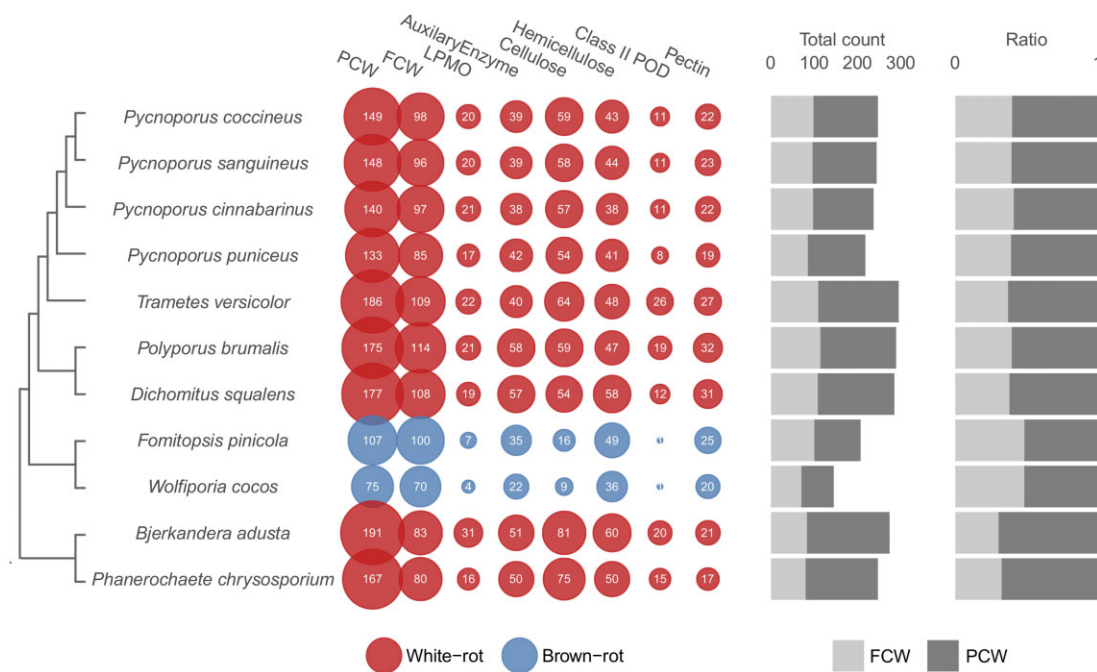 PCW FCW LPMO AuxilaryEnzyme Cellulose Hemicellulose Class II POD Pectin Total count Ratio
0 100 200 300 0 1
Pycnoporus coccineus 149 98 20 39 59 43 11 22
Pycnoporus sanguineus 148 96 20 39 58 44 11 23
Pycnoporus cinnabarinus 140 97 21 38 57 38 11 22
Pycnoporus puniceus 133 85 17 42 54 41 8 19
Trametes versicolor 186 109 22 40 64 48 26 27
Polyporus brumalis 175 114 21 58 59 47 19 32
Dichomitus squalens 177 108 19 57 54 58 12 31
Fomitopsis pinicola 107 100 7 35 16 49 1 25
Wolfiporia cocos 75 70 4 22 9 36 1 20
Bjerkandera adusta 191 83 31 51 81 60 20 21
Phanerochaete chrysosporium 167 80 16 50 75 50 15 17
White−rot Brown−rot FCW PCW